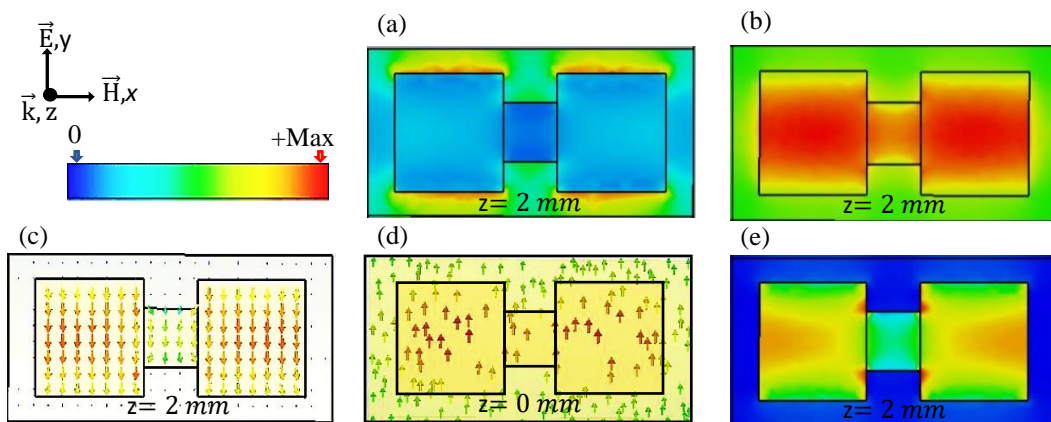 E⃗,y
H⃗,x
k⃗, z
0
+Max
(a)
z= 2 mm
(b)
z= 2 mm
(c)
z= 2 mm
(d)
z= 0 mm
(e)
z= 2 mm